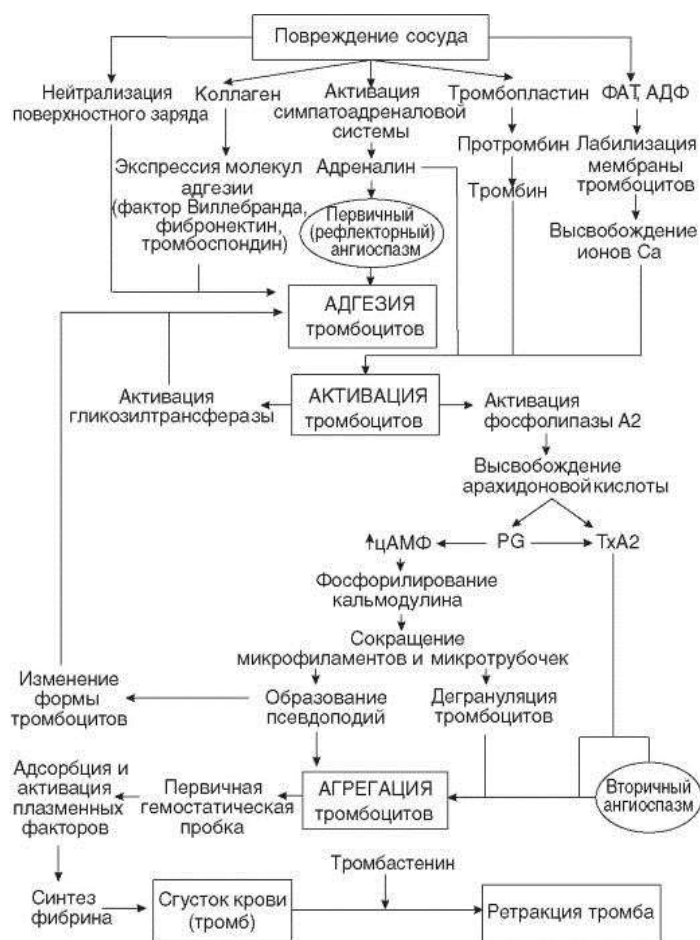 Повреждение сосуда
Нейтрализация
поверхностного заряда
Коллаген
Активация
симпатоадреналовой
системы
Тромбопластин
ФАТ, АДФ
Экспрессия молекул
адгезии
(фактор Виллебранда,
фибронектин,
тромбоспондин)
Адреналин
Протромбин
Лабилизация
мембраны
тромбоцитов
Первичный
(рефлекторный)
ангиоспазм
Тромбин
Высвобождение
ионов Ca
АДГЕЗИЯ
тромбоцитов
Активация
гликозилтрансферазы
АКТИВАЦИЯ
тромбоцитов
Активация
фосфолипазы А2
Высвобождение
арахидоновой кислоты
↑цАМФ
PG
TxA2
Фосфорилирование
кальмодулина
Сокращение
микрофиламентов и микротрубочек
Изменение
формы
тромбоцитов
Образование
псевдоподий
Дегрануляция
тромбоцитов
Адсорбция и
активация
плазменных
факторов
Первичная
гемостатическая
пробка
АГРЕГАЦИЯ
тромбоцитов
Вторичный
ангиоспазм
Тромбастенин
Синтез
фибрина
Сгусток крови
(тромб)
Ретракция тромба